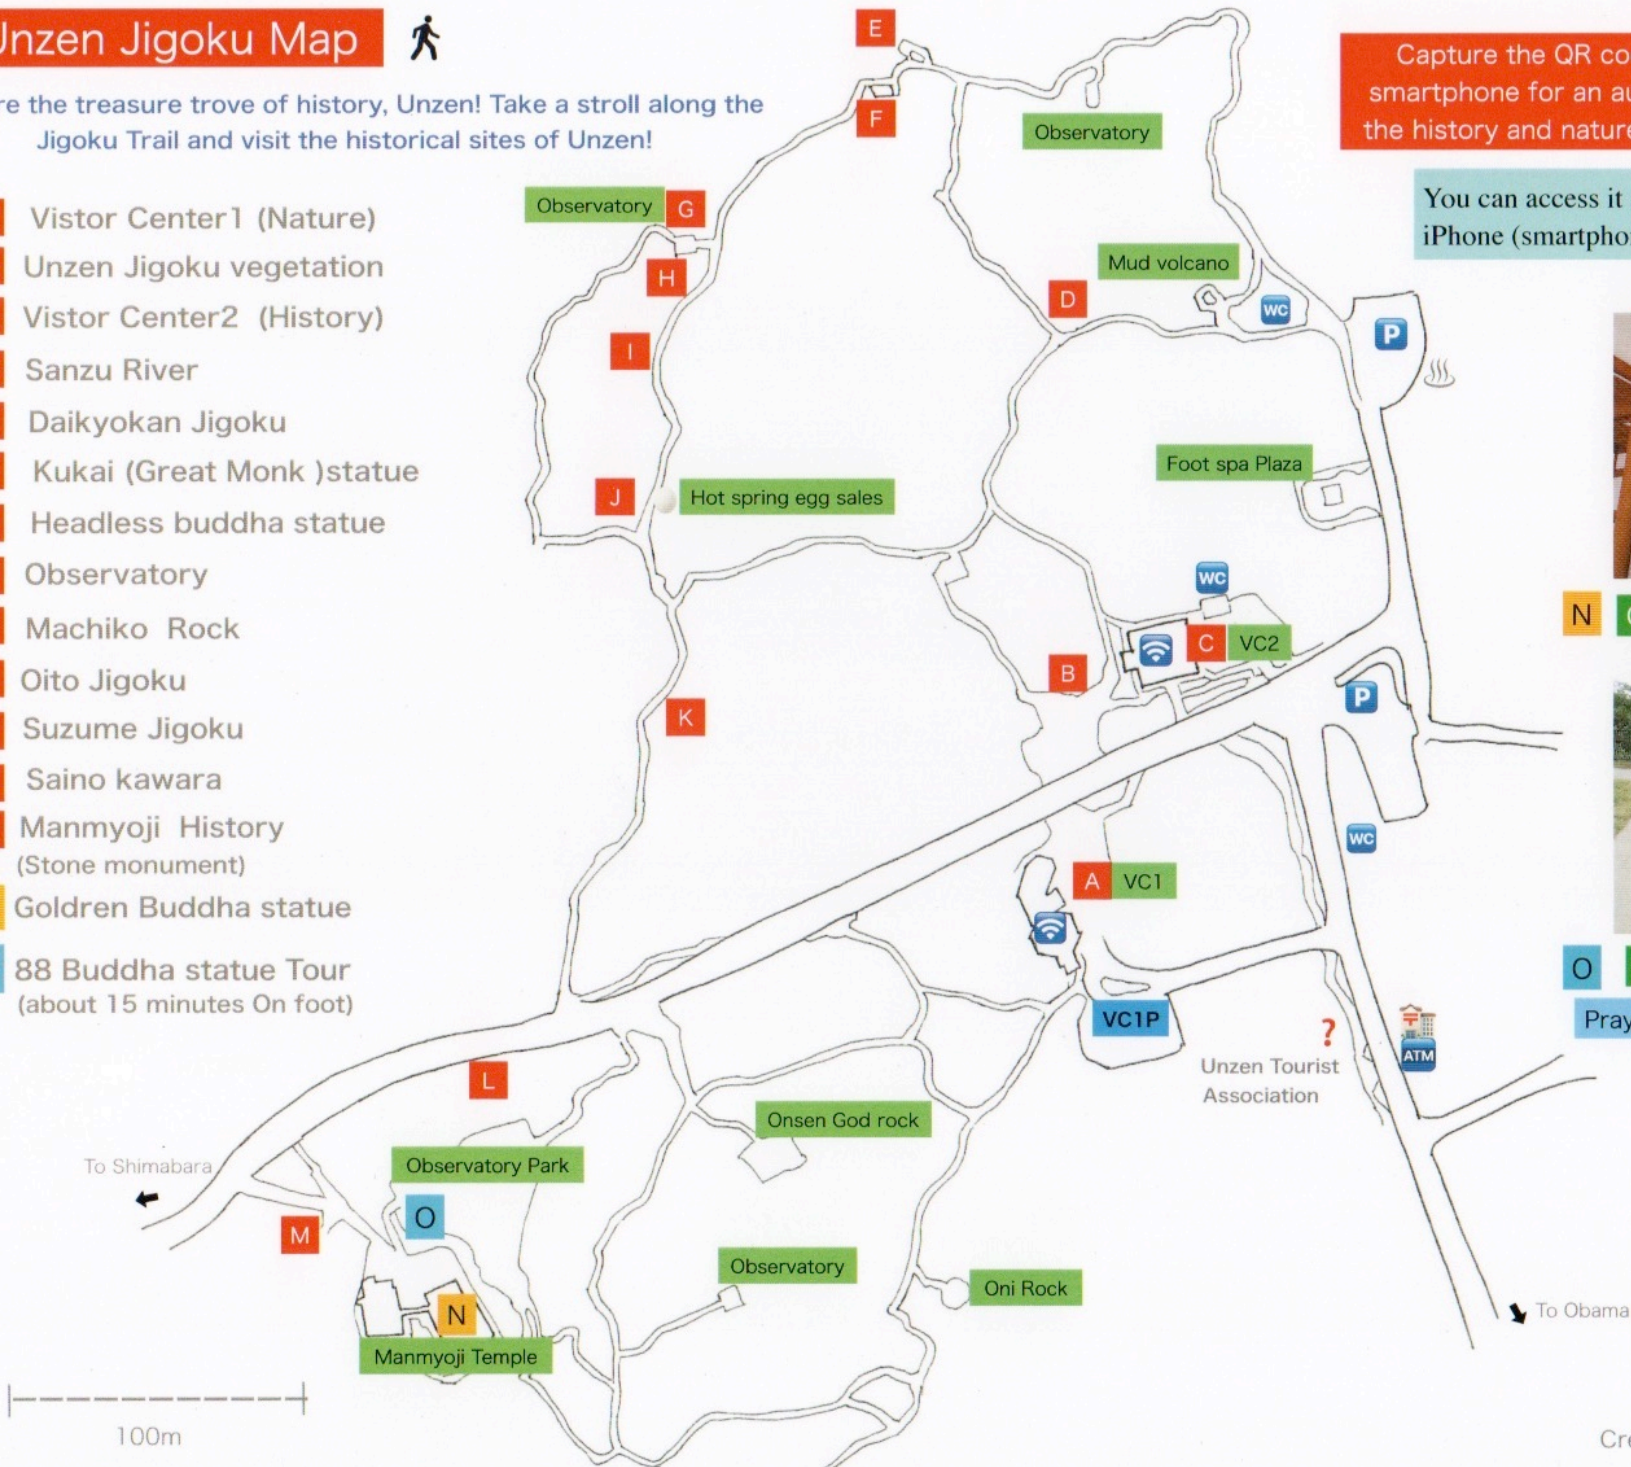 Unzen Jigoku Map
re the treasure trove of history, Unzen! Take a stroll along the
Jigoku Trail and visit the historical sites of Unzen!
Vistor Center1 (Nature)
Unzen Jigoku vegetation
Vistor Center2 (History)
Sanzu River
Daikyokan Jigoku
Kukai (Great Monk )statue
Headless buddha statue
Observatory
Machiko Rock
Oito Jigoku
Suzume Jigoku
Saino kawara
Manmyoji History
(Stone monument)
Goldren Buddha statue
88 Buddha statue Tour
(about 15 minutes On foot)
Capture the QR co
smartphone for an au
the history and nature
You can access it
iPhone (smartpho
E
F
Observatory
Observatory
G
H
I
Mud volcano
D
WC
P
Foot spa Plaza
J
Hot spring egg sales
WC
C
VC2
B
K
P
WC
A
VC1
VC1P
N
O
Pray
?
Unzen Tourist
Association
ATM
L
Onsen God rock
Observatory Park
To Shimabara
O
M
Observatory
Oni Rock
N
Manmyoji Temple
To Obama
100m
Cre